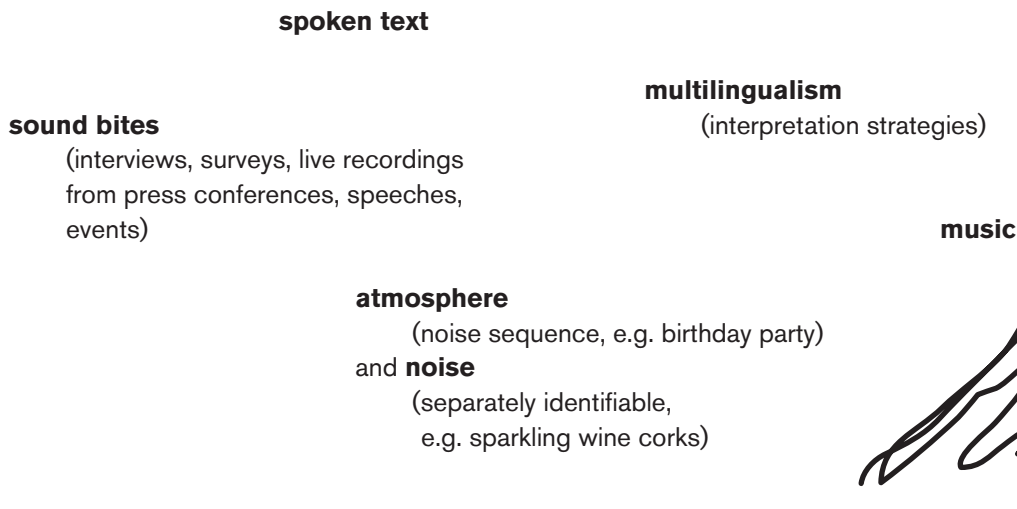 spoken text
multilingualism
(interpretation strategies)
sound bites
(interviews, surveys, live recordings
from press conferences, speeches,
events)
music
atmosphere
(noise sequence, e.g. birthday party)
and noise
(separately identifiable,
e.g. sparkling wine corks)